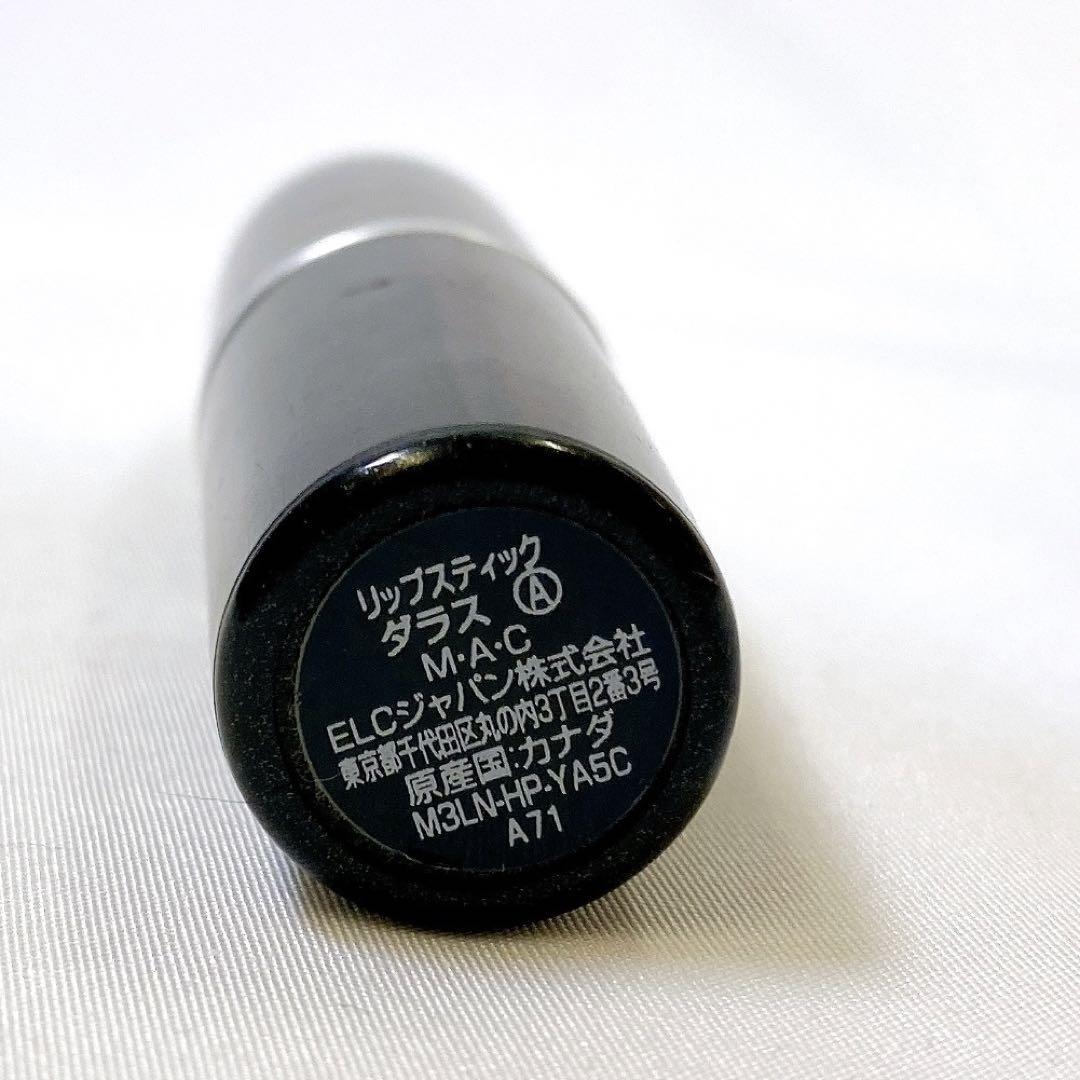 リップスティック
ダラス Ⓐ
M・A・C
ELCジャパン株式会社
東京都千代田区丸の内3丁目2番3号
原産国:カナダ
M3LN-HP-YA5C
A71